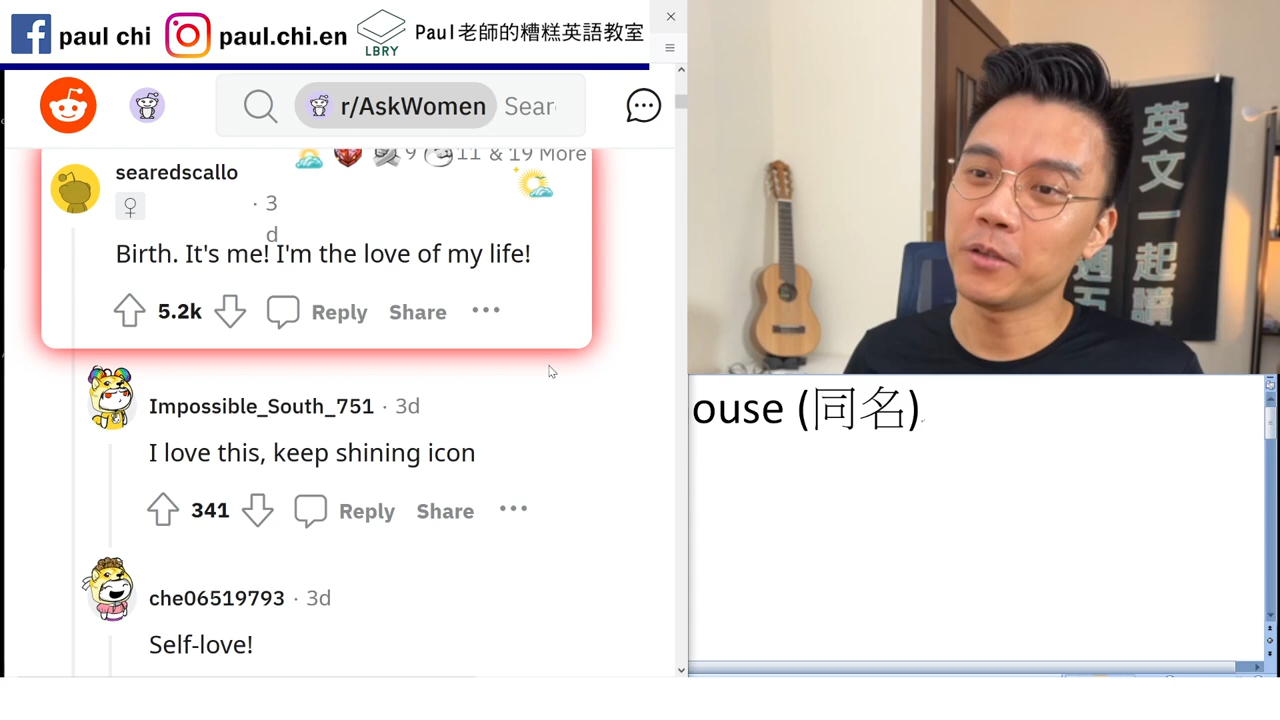 paul chi
paul.chi.en
LBRY
Paul老師的糟糕英語教室
r/AskWomen
Sear
9
11 & 19 More
searedscallo
· 3
d
Birth. It's me! I'm the love of my life!
5.2k
Reply
Share
Impossible_South_751 · 3d
I love this, keep shining icon
341
Reply
Share
che06519793 · 3d
Self-love!
英文一起讀
週五
ouse (同名)